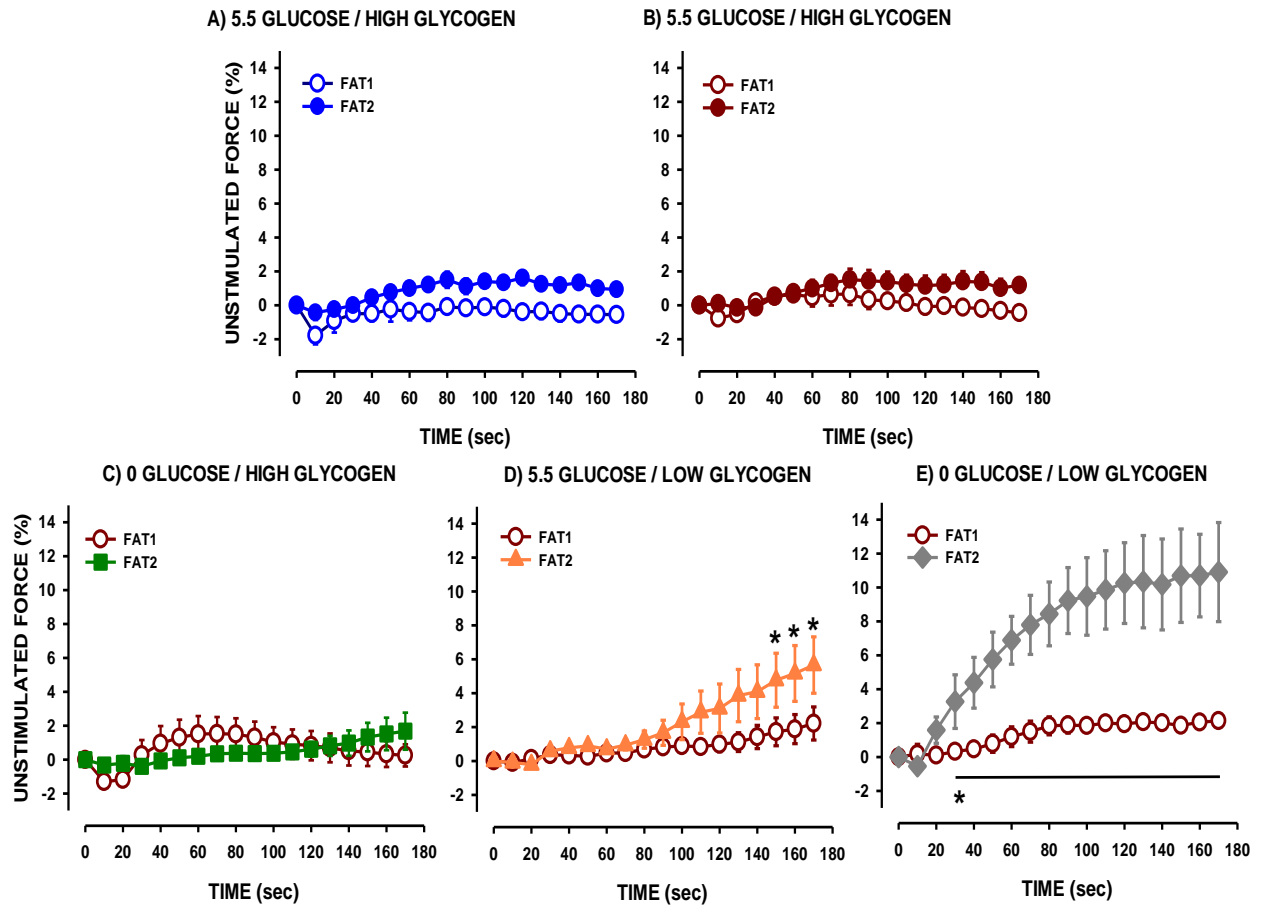 A) 5.5 GLUCOSE / HIGH GLYCOGEN
B) 5.5 GLUCOSE / HIGH GLYCOGEN
UNSTMULATED FORCE (%)
14
12
10
8
6
4
2
0
-2
FAT1
FAT2
0 20 40 60 80 100 120 140 160 180
TIME (sec)
14
12
10
8
6
4
2
0
-2
FAT1
FAT2
0 20 40 60 80 100 120 140 160 180
TIME (sec)
C) 0 GLUCOSE / HIGH GLYCOGEN
D) 5.5 GLUCOSE / LOW GLYCOGEN
E) 0 GLUCOSE / LOW GLYCOGEN
UNSTIMULATED FORCE (%)
14
12
10
8
6
4
2
0
-2
FAT1
FAT2
0 20 40 60 80 100 120 140 160 180
TIME (sec)
14
12
10
8
6
4
2
0
-2
FAT1
FAT2
* * *
0 20 40 60 80 100 120 140 160 180
TIME (sec)
14
12
10
8
6
4
2
0
-2
FAT1
FAT2
*
0 20 40 60 80 100 120 140 160 180
TIME (sec)